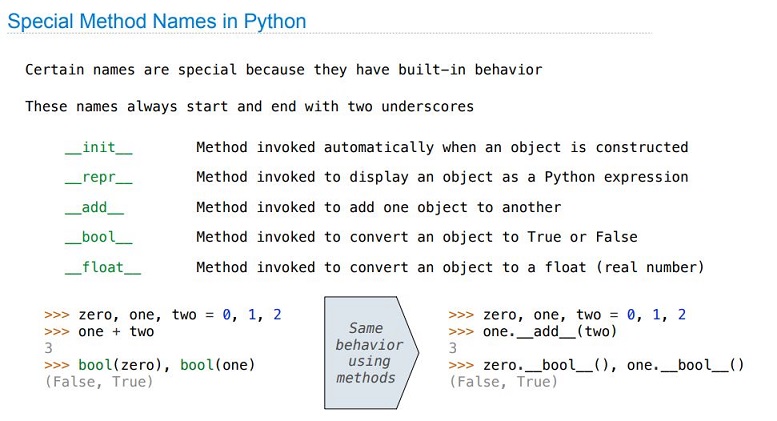 Special Method Names in Python
Certain names are special because they have built-in behavior
These names always start and end with two underscores
__init__ Method invoked automatically when an object is constructed
__repr__ Method invoked to display an object as a Python expression
__add__ Method invoked to add one object to another
__bool__ Method invoked to convert an object to True or False
__float__ Method invoked to convert an object to a float (real number)
>>> zero, one, two = 0, 1, 2
>>> one + two
3
>>> bool(zero), bool(one)
(False, True)
Same
behavior
using
methods
>>> zero, one, two = 0, 1, 2
>>> one.__add__(two)
3
>>> zero.__bool__(), one.__bool__()
(False, True)